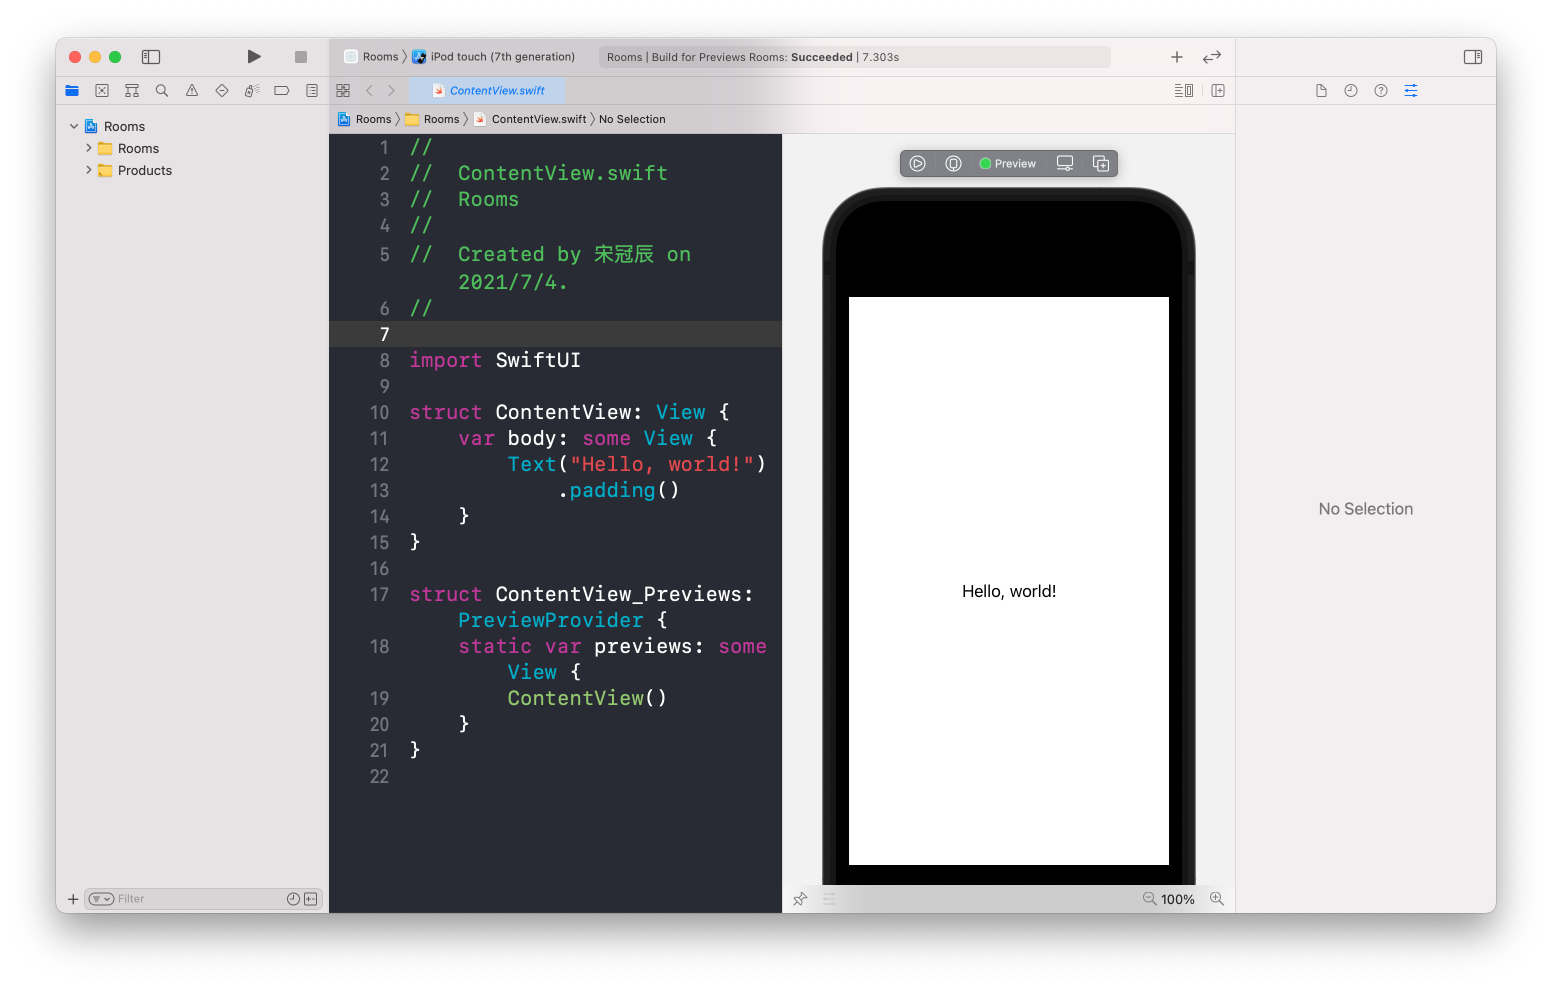 Rooms 〉 iPod touch (7th generation)
Rooms | Build for Previews Rooms: Succeeded | 7.303s
ContentView.swift
Rooms 〉 Rooms 〉 ContentView.swift 〉 No Selection
Rooms
Rooms
Products
Filter
1 //
2 //  ContentView.swift
3 //  Rooms
4 //
5 //  Created by 宋冠辰 on
2021/7/4.
6 //
7
8 import SwiftUI
9
10 struct ContentView: View {
11     var body: some View {
12         Text("Hello, world!")
13             .padding()
14     }
15 }
16
17 struct ContentView_Previews:
PreviewProvider {
18     static var previews: some
View {
19         ContentView()
20     }
21 }
22
Preview
Hello, world!
100%
No Selection